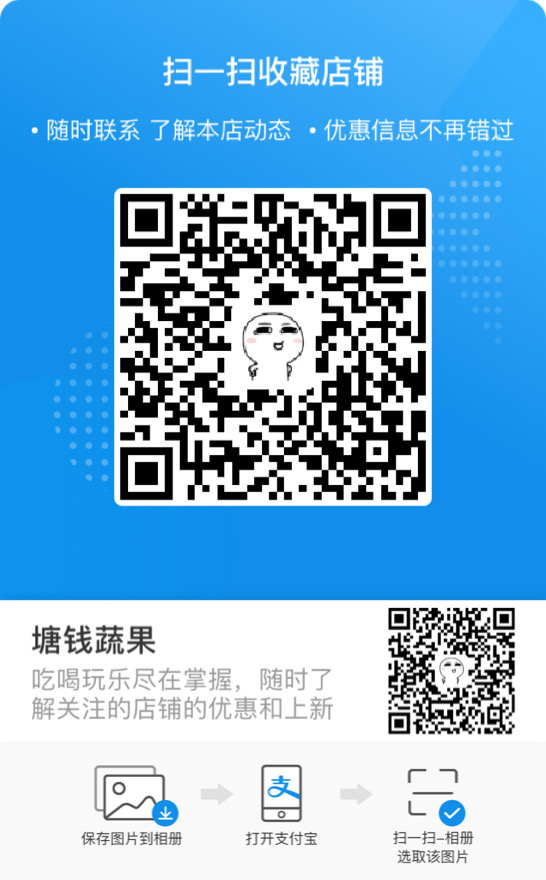 扫一扫收藏店铺
• 随时联系 了解本店动态 • 优惠信息不再错过
塘钱蔬果
吃喝玩乐尽在掌握，随时了
解关注的店铺的优惠和上新
支
保存图片到相册
打开支付宝
扫一扫–相册
选取该图片